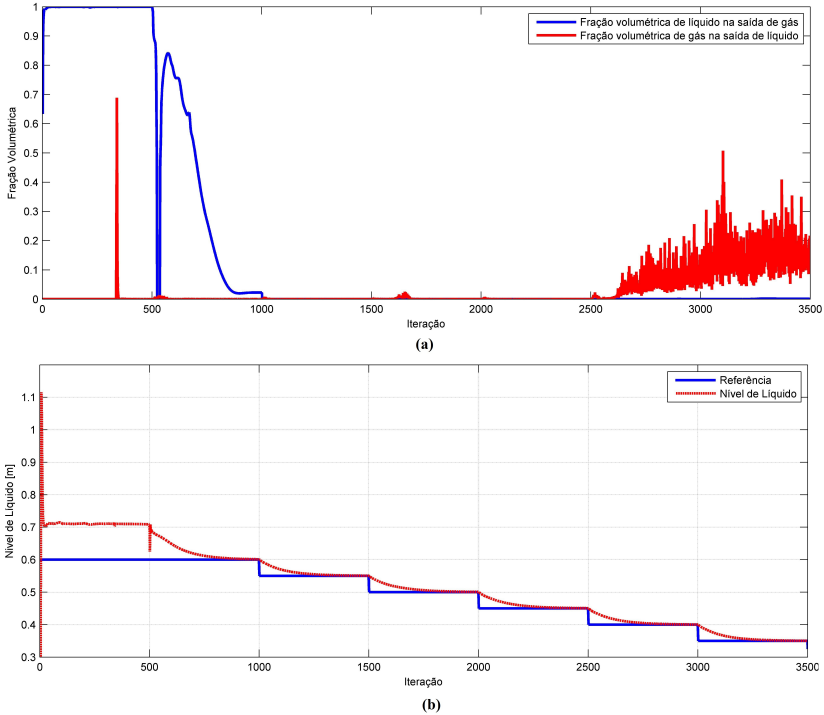 1
0.9
0.8
0.7
0.6
0.5
0.4
0.3
0.2
0.1
0
Fração Volumétrica
Fração volumétrica de líquido na saída de gás
Fração volumétrica de gás na saída de líquido
0 500 1000 1500 2000 2500 3000 3500
Iteração
(a)
1.1
1
0.9
0.8
0.7
0.6
0.5
0.4
0.3
Nível de Líquido [m]
Referência
Nível de Líquido
0 500 1000 1500 2000 2500 3000 3500
Iteração
(b)